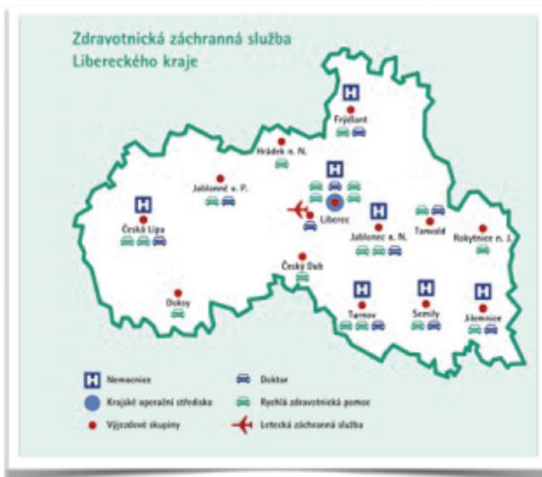 Zdravotnická záchranná služba
Libereckého kraje
H
Frýdlant
Hrádek n. N.
H
Jablonné v. P.
H
Liberec
H
Česká Lípa
Jablonec n. N.
Tanvald
Rokytnice n. J.
Český Dub
H
H
H
Doksy
Turnov
Semily
Jilemnice
H Nemocnice
Doktor
Krajské operační středisko
Rychlá zdravotnická pomoc
Výjezdové skupiny
Letecká záchranná služba